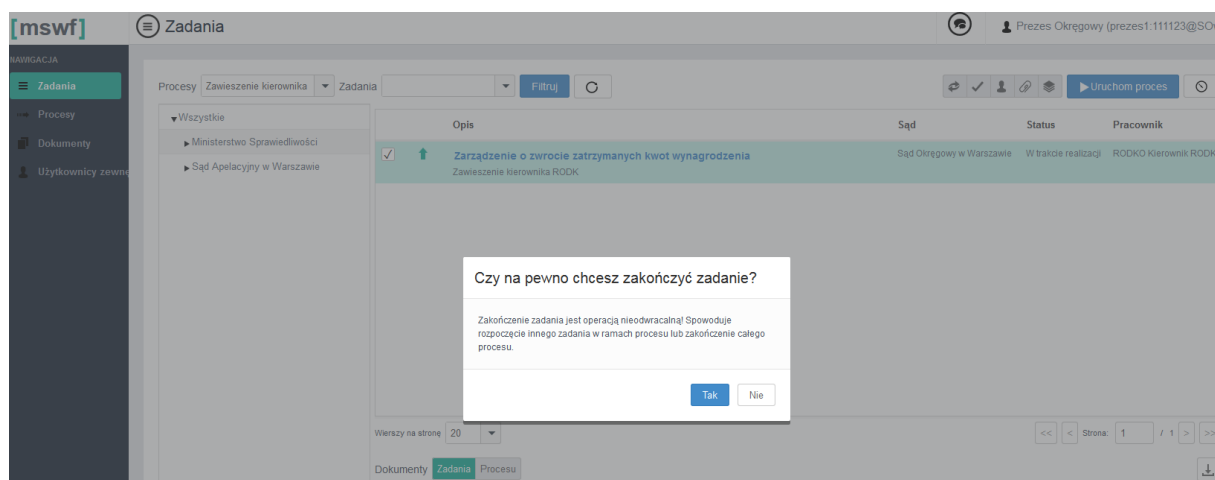 [mswf]
Zadania
Prezes Okręgowy (prezes1:111123@SO
NAWIGACJA
Zadania
Procesy
Dokumenty
Użytkownicy zewnę
Procesy Zawieszenie kierownika Zadania Filtruj Uruchom proces
Wszystkie
Ministerstwo Sprawiedliwości
Sąd Apelacyjny w Warszawie
Opis Sąd Status Pracownik
Zarządzenie o zwrocie zatrzymanych kwot wynagrodzenia Sąd Okręgowy w Warszawie W trakcie realizacji RODKO Kierownik RODK
Zawieszenie kierownika RODK
Czy na pewno chcesz zakończyć zadanie?
Zakończenie zadania jest operacją nieodwracalną! Spowoduje
rozpoczęcie innego zadania w ramach procesu lub zakończenie całego
procesu.
Tak Nie
Wierszy na stronę 20 << < Strona: 1 / 1 > >>
Dokumenty Zadania Procesu